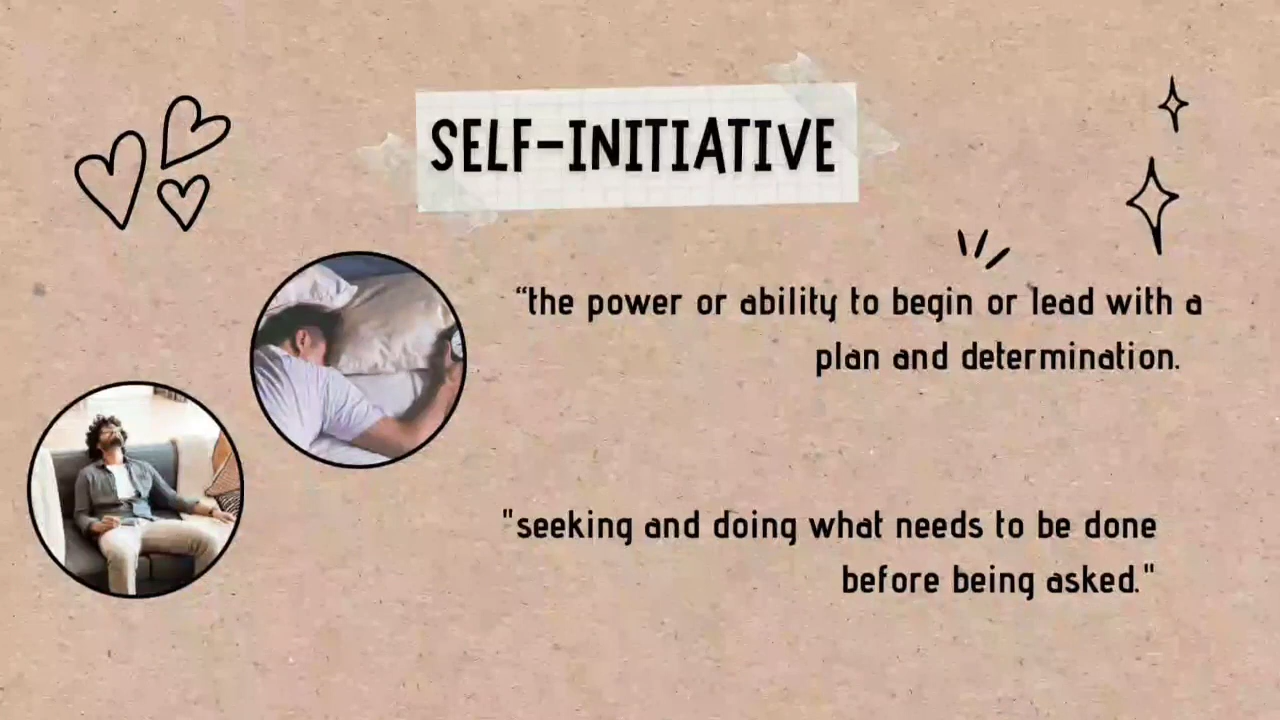 SELF-INITIATIVE
“the power or ability to begin or lead with a
plan and determination.
"seeking and doing what needs to be done
before being asked."